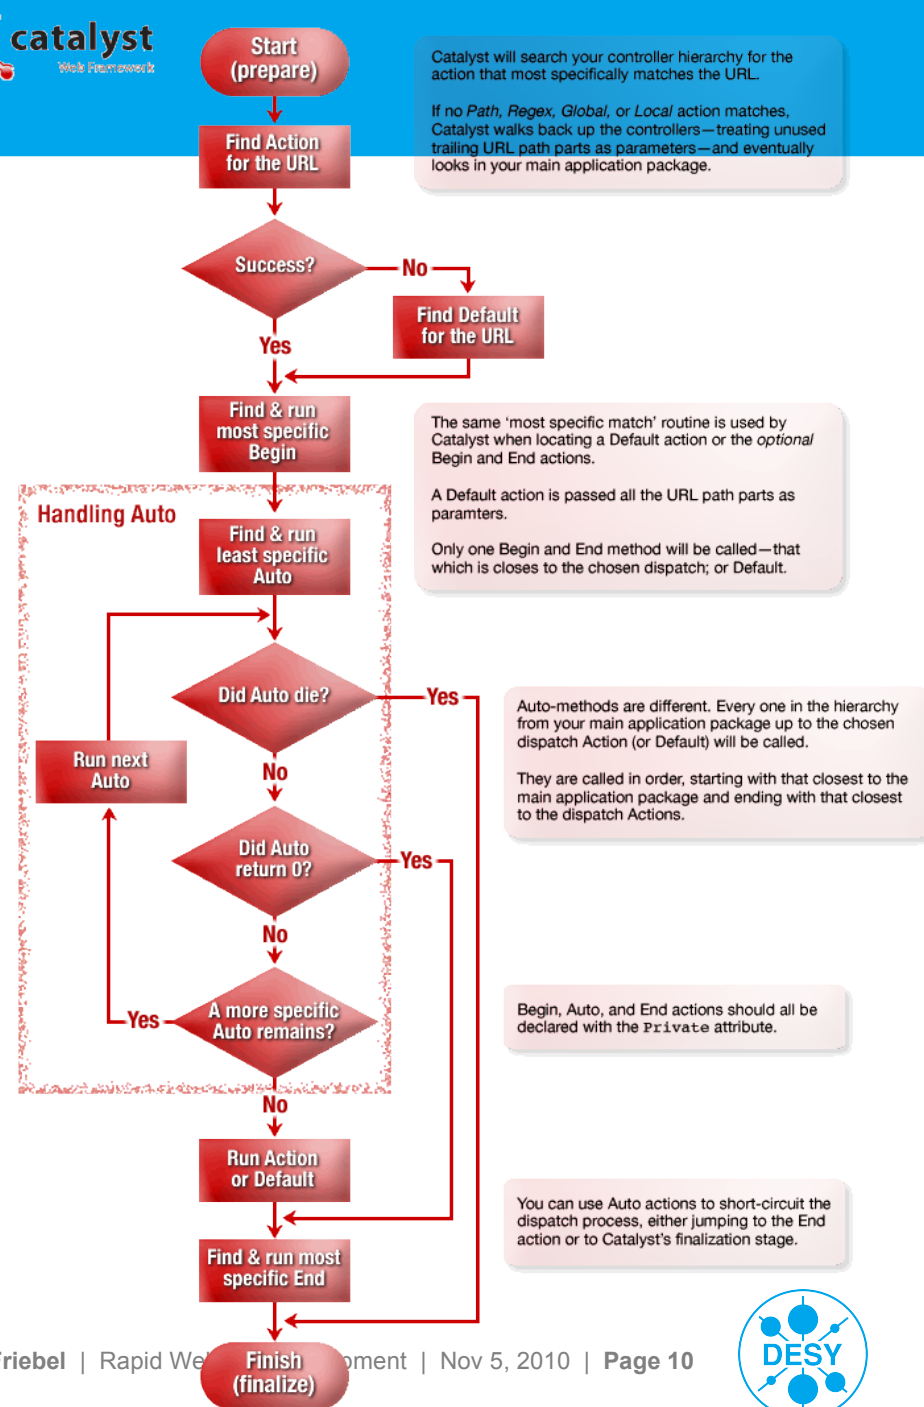 catalyst
Web Framework
Start
(prepare)
Catalyst will search your controller hierarchy for the
action that most specifically matches the URL.
If no Path, Regex, Global, or Local action matches,
Catalyst walks back up the controllers—treating unused
trailing URL path parts as parameters—and eventually
looks in your main application package.
Find Action
for the URL
Success?
No
Find Default
for the URL
Yes
Find & run
most specific
Begin
The same ‘most specific match’ routine is used by
Catalyst when locating a Default action or the optional
Begin and End actions.
A Default action is passed all the URL path parts as
paramters.
Only one Begin and End method will be called—that
which is closes to the chosen dispatch; or Default.
Handling Auto
Find & run
least specific
Auto
Did Auto die?
Yes
Auto-methods are different. Every one in the hierarchy
from your main application package up to the chosen
dispatch Action (or Default) will be called.
They are called in order, starting with that closest to the
main application package and ending with that closest
to the dispatch Actions.
Run next
Auto
No
Did Auto
return 0?
Yes
No
A more specific
Auto remains?
Yes
Begin, Auto, and End actions should all be
declared with the Private attribute.
No
Run Action
or Default
You can use Auto actions to short-circuit the
dispatch process, either jumping to the End
action or to Catalyst's finalization stage.
Find & run most
specific End
Finish
(finalize)
riebel | Rapid We pment | Nov 5, 2010 | Page 10
DESY